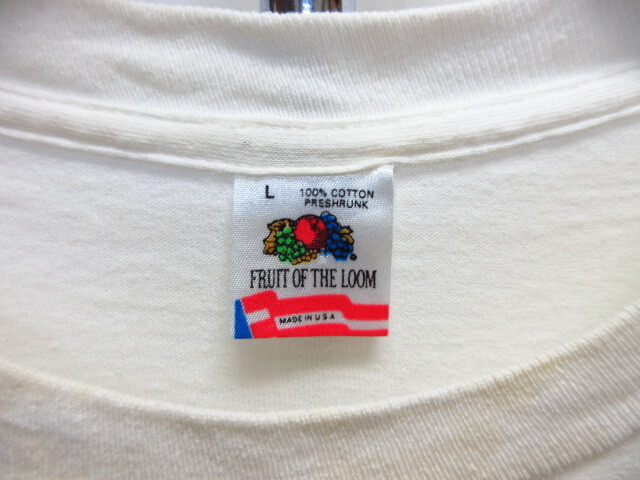 L 100% COTTON
PRESHRUNK
FRUIT OF THE LOOM
MADE IN U S A